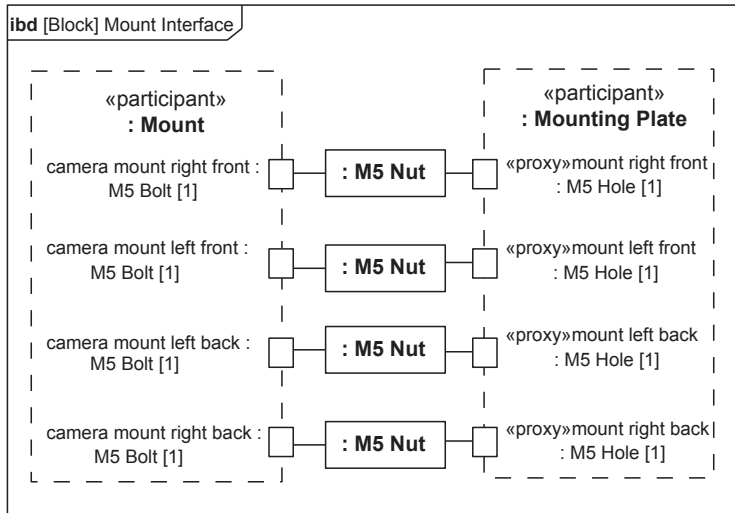 ibd [Block] Mount Interface
«participant»
: Mount
«participant»
: Mounting Plate
camera mount right front :
M5 Bolt [1]
: M5 Nut
«proxy»mount right front
: M5 Hole [1]
camera mount left front :
M5 Bolt [1]
: M5 Nut
«proxy»mount left front
: M5 Hole [1]
camera mount left back :
M5 Bolt [1]
: M5 Nut
«proxy»mount left back
: M5 Hole [1]
camera mount right back :
M5 Bolt [1]
: M5 Nut
«proxy»mount right back
: M5 Hole [1]